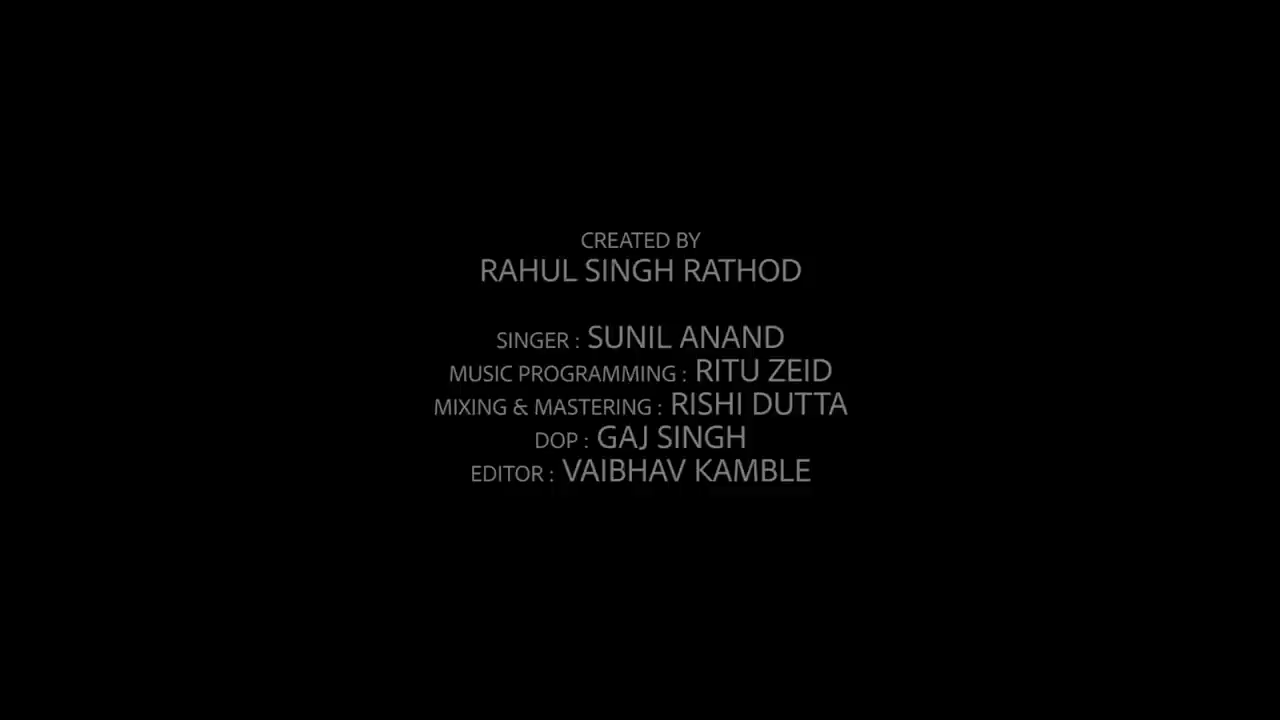 CREATED BY
RAHUL SINGH RATHOD
SINGER : SUNIL ANAND
MUSIC PROGRAMMING : RITU ZEID
MIXING & MASTERING : RISHI DUTTA
DOP : GAJ SINGH
EDITOR : VAIBHAV KAMBLE